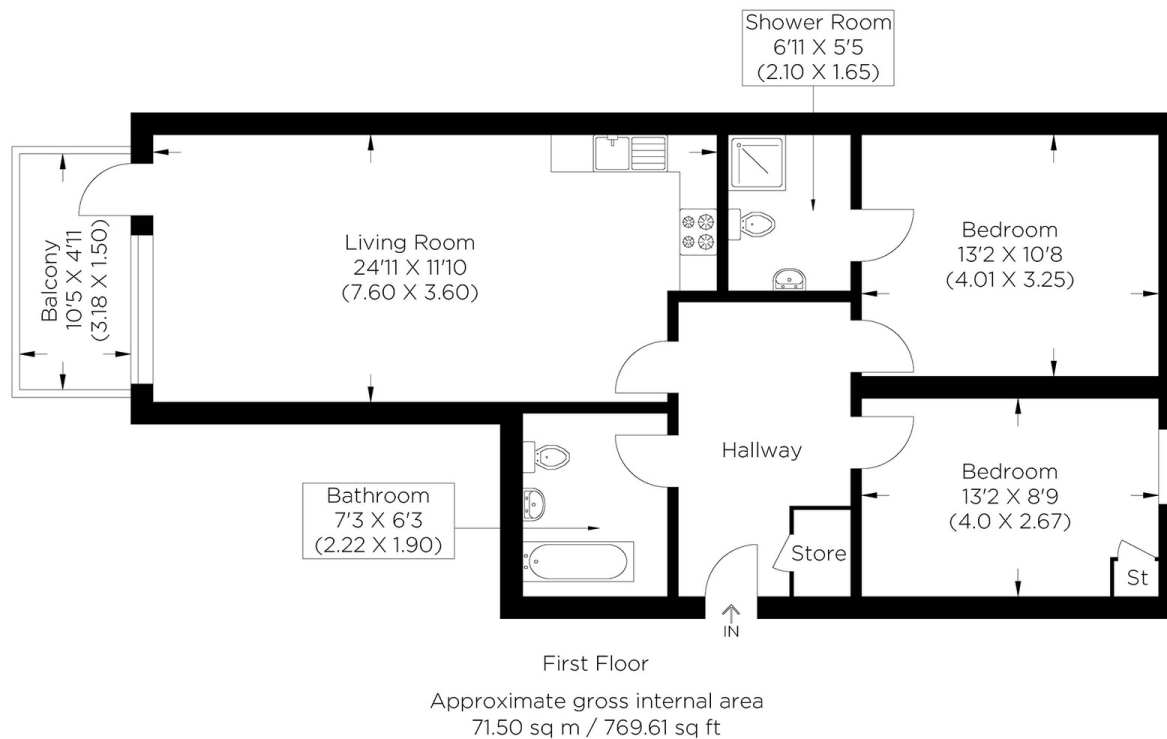 Shower Room
6'11 X 5'5
(2.10 X 1.65)
Balcony
10'5 X 4'11
(3.18 X 1.50)
Living Room
24'11 X 11'10
(7.60 X 3.60)
Bedroom
13'2 X 10'8
(4.01 X 3.25)
Hallway
Bedroom
13'2 X 8'9
(4.0 X 2.67)
Bathroom
7'3 X 6'3
(2.22 X 1.90)
Store
St
IN
First Floor
Approximate gross internal area
71.50 sq m / 769.61 sq ft